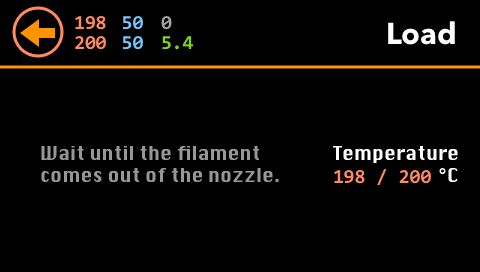 198 50 0
200 50 5.4
Load
Wait until the filament
comes out of the nozzle.
Temperature
198 / 200 °C